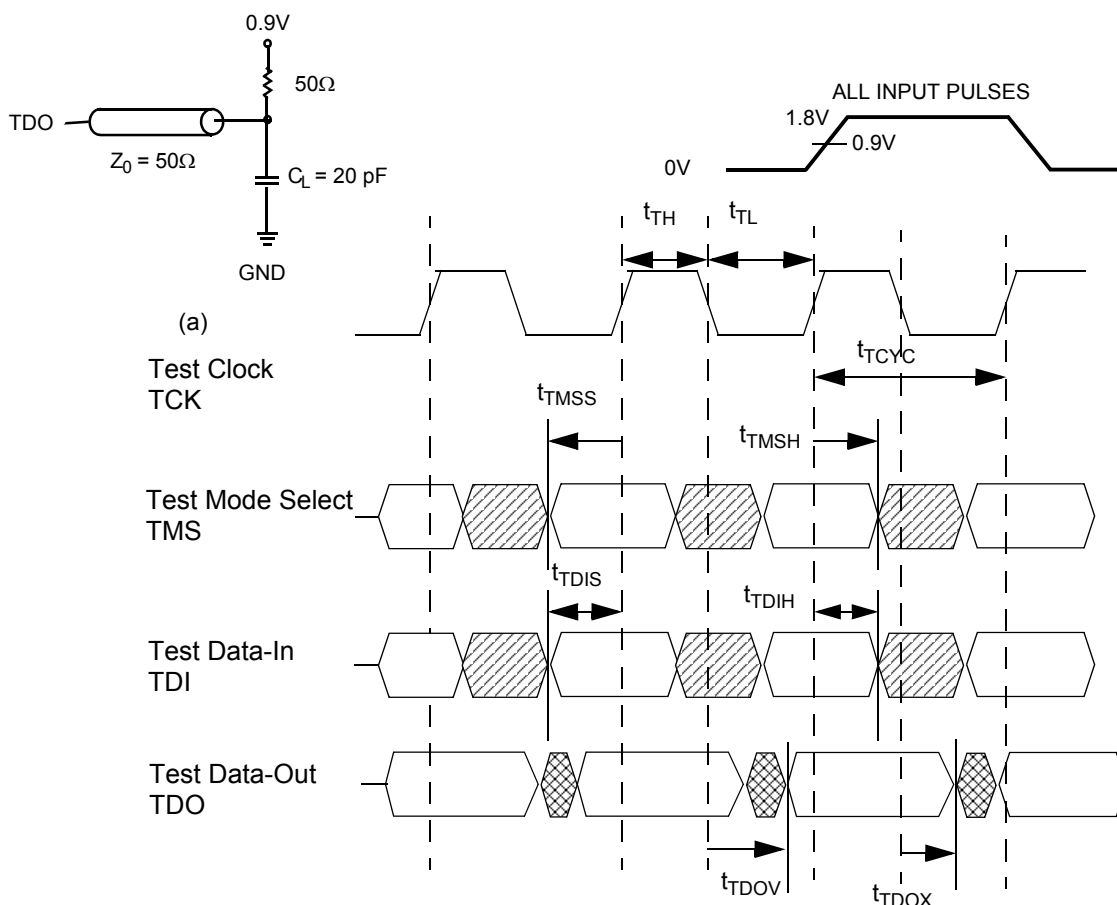 0.9V
50Ω
TDO
Z0 = 50Ω
CL = 20 pF
GND
(a)
ALL INPUT PULSES
1.8V
0.9V
0V
tTH
tTL
Test Clock
TCK
tTCYC
tTMSS
tTMSH
Test Mode Select
TMS
tTDIS
tTDIH
Test Data-In
TDI
Test Data-Out
TDO
tTDOV
tTDOX